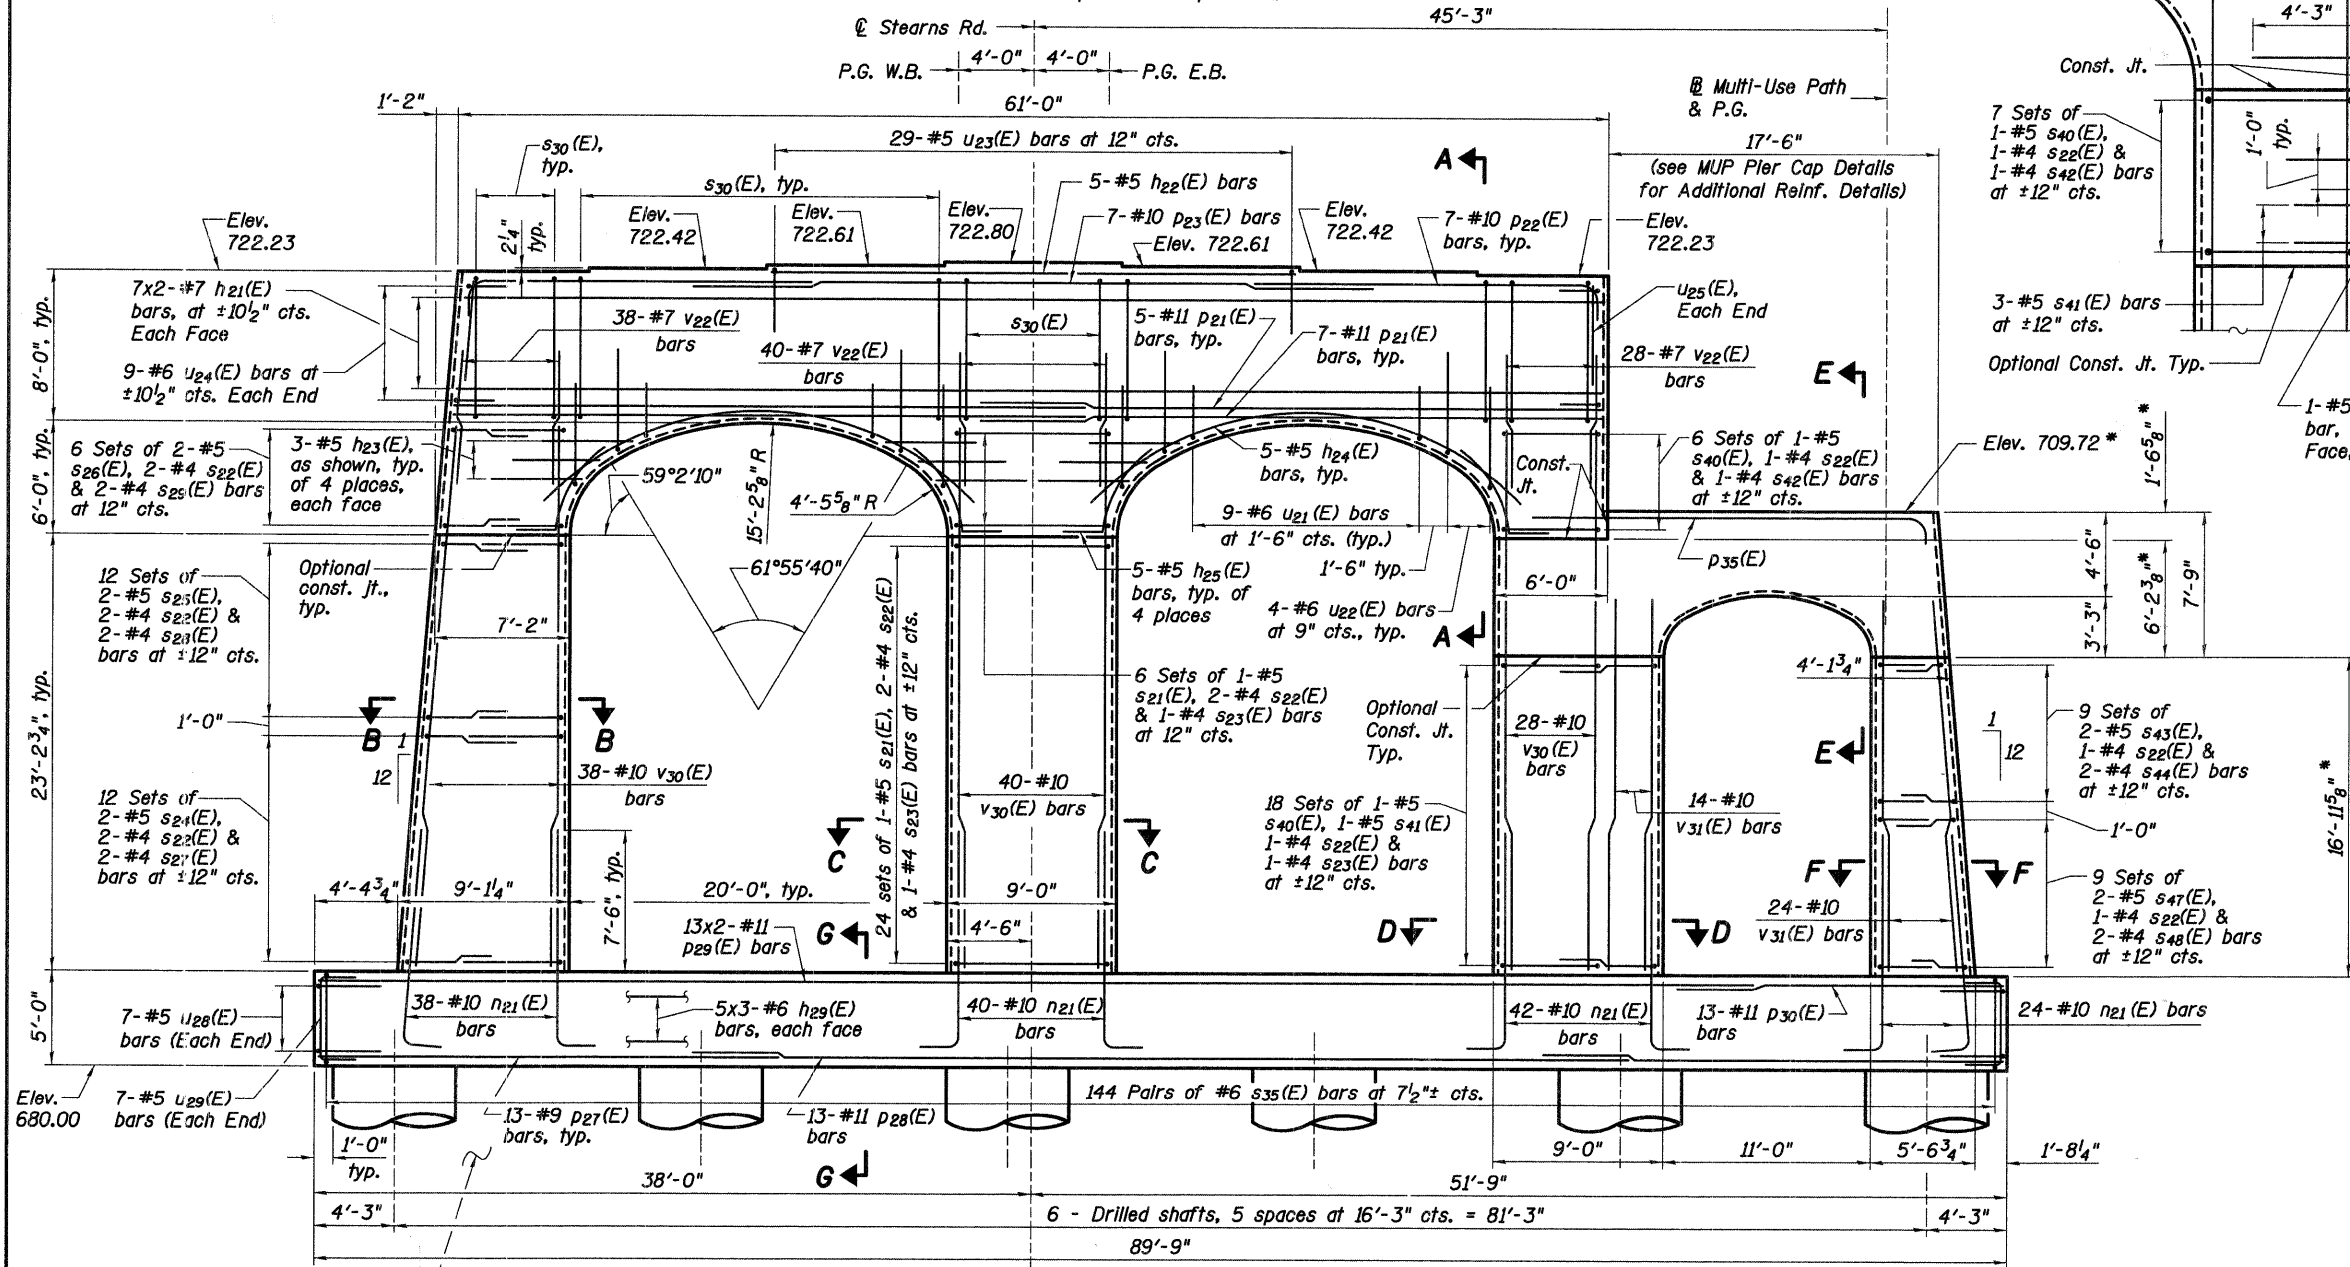 ℄ Stearns Rd.
45'-3"
4'-0" 4'-0"
P.G. W.B.
P.G. E.B.
1'-2"
61'-0"
℔ Multi-Use Path
& P.G.
17'-6"
(see MUP Pier Cap Details
for Additional Reinf. Details)
4'-3"
Const. Jt.
7 Sets of
1-#5 s40(E),
1-#4 s22(E) &
1-#4 s42(E) bars
at ±12" cts.
1'-0"
typ.
3-#5 s41(E) bars
at ±12" cts.
Optional Const. Jt. Typ.
1-#5
bar,
Face,
s30(E),
typ.
29-#5 u23(E) bars at 12" cts.
A
s30(E), typ.
5-#5 h22(E) bars
7-#10 p23(E) bars
7-#10 p22(E)
bars, typ.
Elev.
722.23
Elev.
722.42
Elev.
722.61
Elev.
722.80
Elev. 722.61
Elev.
722.42
Elev.
722.23
2¼"
typ.
7x2-#7 h21(E)
bars, at ±10½" cts.
Each Face
9-#6 u24(E) bars at
±10½" cts. Each End
38-#7 v22(E)
bars
40-#7 v22(E)
bars
s30(E)
5-#11 p21(E)
bars, typ.
7-#11 p21(E)
bars, typ.
u25(E),
Each End
28-#7 v22(E)
bars
E
8'-0", typ.
6'-0", typ.
23'-2¾", typ.
5'-0"
6 Sets of 2-#5
s26(E), 2-#4 s22(E)
& 2-#4 s29(E) bars
at 12" cts.
3-#5 h23(E),
as shown, typ.
of 4 places,
each face
59°2'10"
15'-2⅝" R
4'-5⅝" R
61°55'40"
5-#5 h24(E)
bars, typ.
Const.
Jt.
6 Sets of 1-#5
s40(E), 1-#4 s22(E)
& 1-#4 s42(E) bars
at ±12" cts.
Elev. 709.72 *
1'-6⅝" *
9-#6 u21(E) bars
at 1'-6" cts. (typ.)
1'-6" typ.
p35(E)
6'-0"
4'-6"
3'-3"
6'-2⅜" *
7'-9"
12 Sets of
2-#5 s25(E),
2-#4 s22(E) &
2-#4 s28(E)
bars at ±12" cts.
Optional
const. jt.,
typ.
7'-2"
5-#5 h25(E)
bars, typ. of
4 places
4-#6 u22(E) bars
at 9" cts., typ.
A
24 sets of 1-#5 s21(E), 2-#4 s22(E)
& 1-#4 s23(E) bars at ±12" cts.
6 Sets of 1-#5
s21(E), 2-#4 s22(E)
& 1-#4 s23(E) bars
at 12" cts.
4'-1¾"
1'-0"
B B
1
12
Optional
Const. Jt.
Typ.
28-#10
v30(E)
bars
E
1
12
9 Sets of
2-#5 s43(E),
1-#4 s22(E) &
2-#4 s44(E) bars
at ±12" cts.
38-#10 v30(E)
bars
40-#10
v30(E) bars
14-#10
v31(E) bars
12 Sets of
2-#5 s24(E),
2-#4 s22(E) &
2-#4 s27(E)
bars at ±12" cts.
C C
18 Sets of 1-#5
s40(E), 1-#5 s41(E)
1-#4 s22(E) &
1-#4 s23(E) bars
at ±12" cts.
1'-0"
16'-11⅝" *
F F
9 Sets of
2-#5 s47(E),
1-#4 s22(E) &
2-#4 s48(E) bars
at ±12" cts.
4'-4¾"
9'-1¼"
20'-0", typ.
7'-6", typ.
9'-0"
4'-6"
24-#10
v31(E) bars
D D
13x2-#11
p29(E) bars
G
7-#5 u28(E)
bars (Each End)
38-#10 n21(E)
bars
5x3-#6 h29(E)
bars, each face
40-#10 n21(E)
bars
42-#10 n21(E)
bars
13-#11 p30(E)
bars
24-#10 n21(E) bars
Elev.
680.00
7-#5 u29(E)
bars (Each End)
144 Pairs of #6 s35(E) bars at 7½"± cts.
13-#9 p27(E)
bars, typ.
13-#11 p28(E)
bars
1'-0"
typ.
G
9'-0"
11'-0"
5'-6¾"
1'-8¼"
38'-0"
51'-9"
4'-3"
6 - Drilled shafts, 5 spaces at 16'-3" cts. = 81'-3"
4'-3"
89'-9"